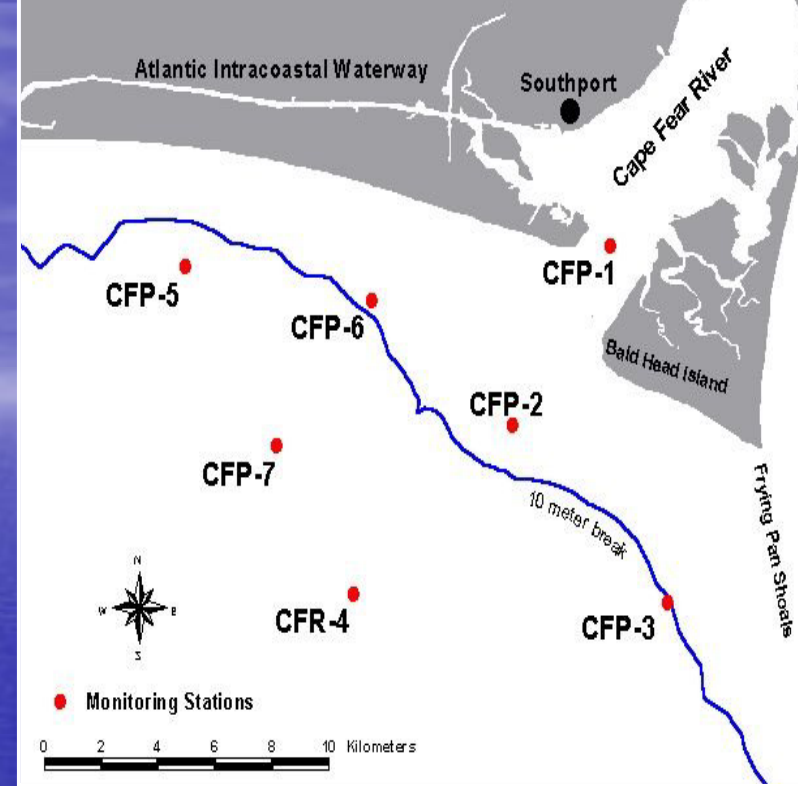 Atlantic Intracoastal Waterway
Southport
Cape Fear River
CFP-1
CFP-5
CFP-6
Bald Head Island
CFP-2
CFP-7
10 meter break
Frying Pan Shoals
N
W E
S
CFR-4
CFP-3
Monitoring Stations
0 2 4 6 8 10 Kilometers